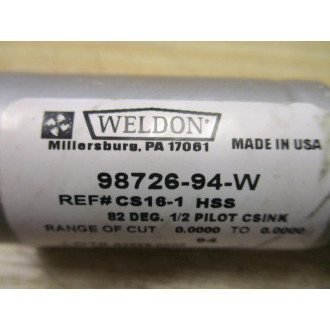 WELDON
Millersburg, PA 17061
MADE IN USA
98726-94-W
REF# CS16-1 HSS
82 DEG. 1/2 PILOT CSINK
RANGE OF CUT 0.0000 TO 0.0000